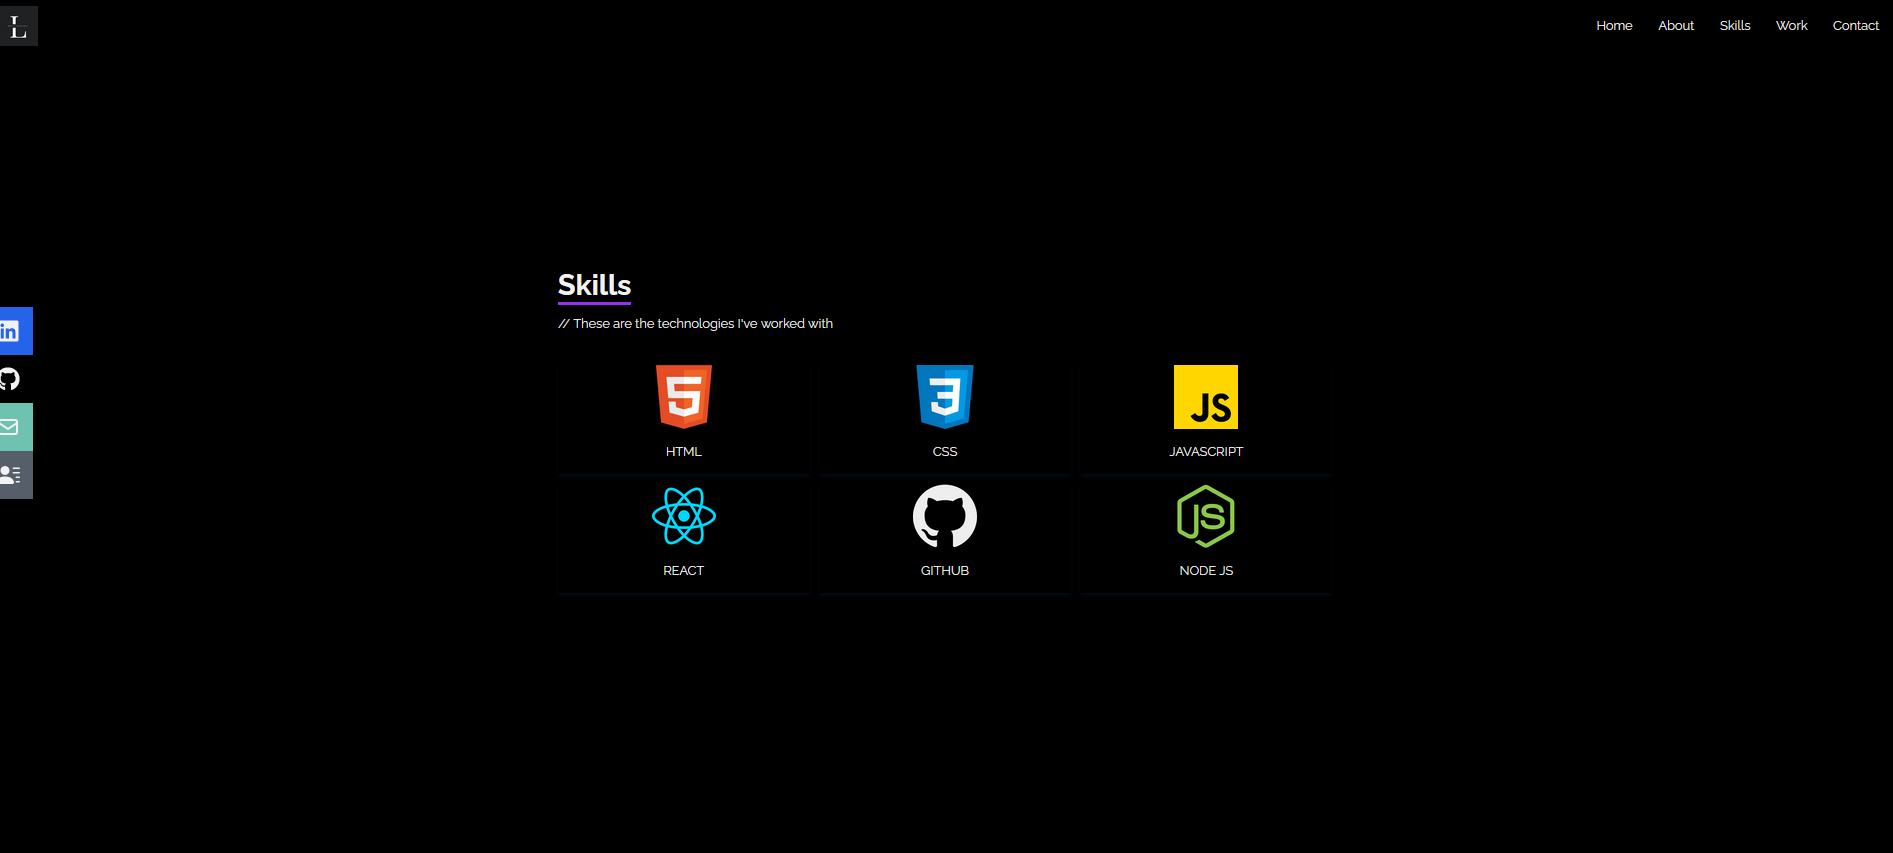 L
Home About Skills Work Contact
Skills
// These are the technologies I've worked with
in
5 3 JS
HTML CSS JAVASCRIPT
JS
REACT GITHUB NODE JS